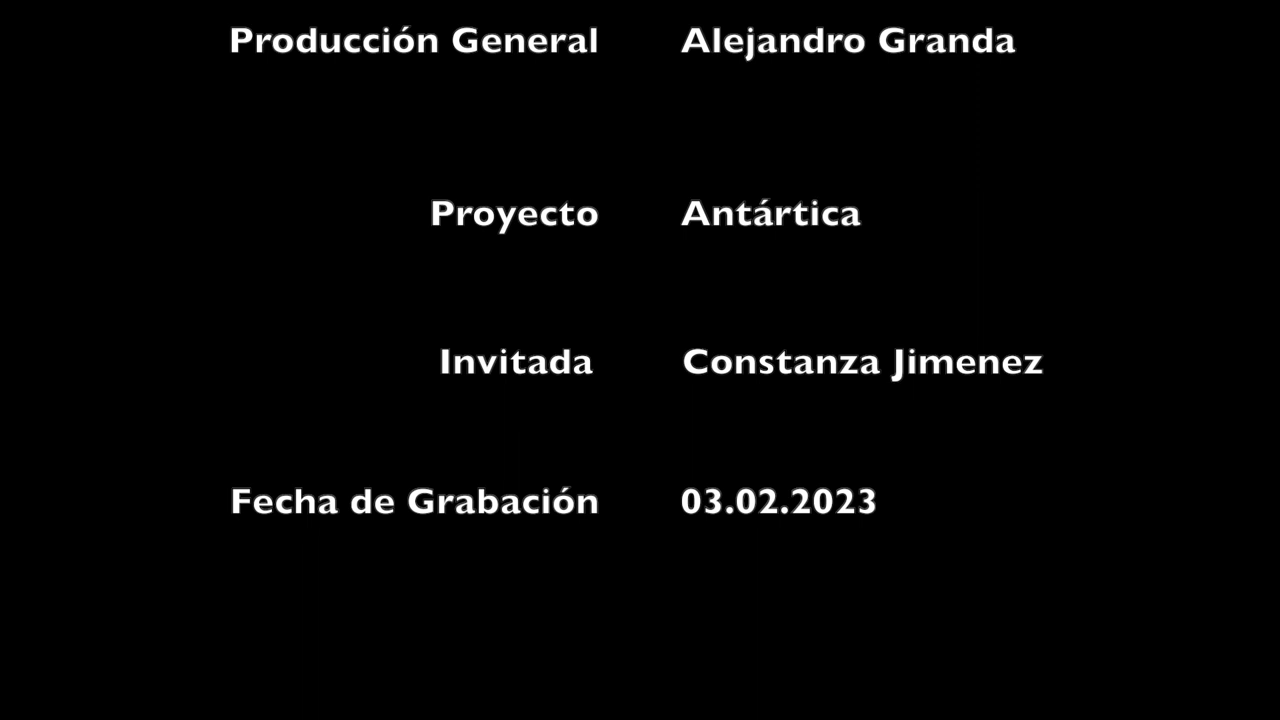 Producción General Alejandro Granda
Proyecto Antártica
Invitada Constanza Jimenez
Fecha de Grabación 03.02.2023